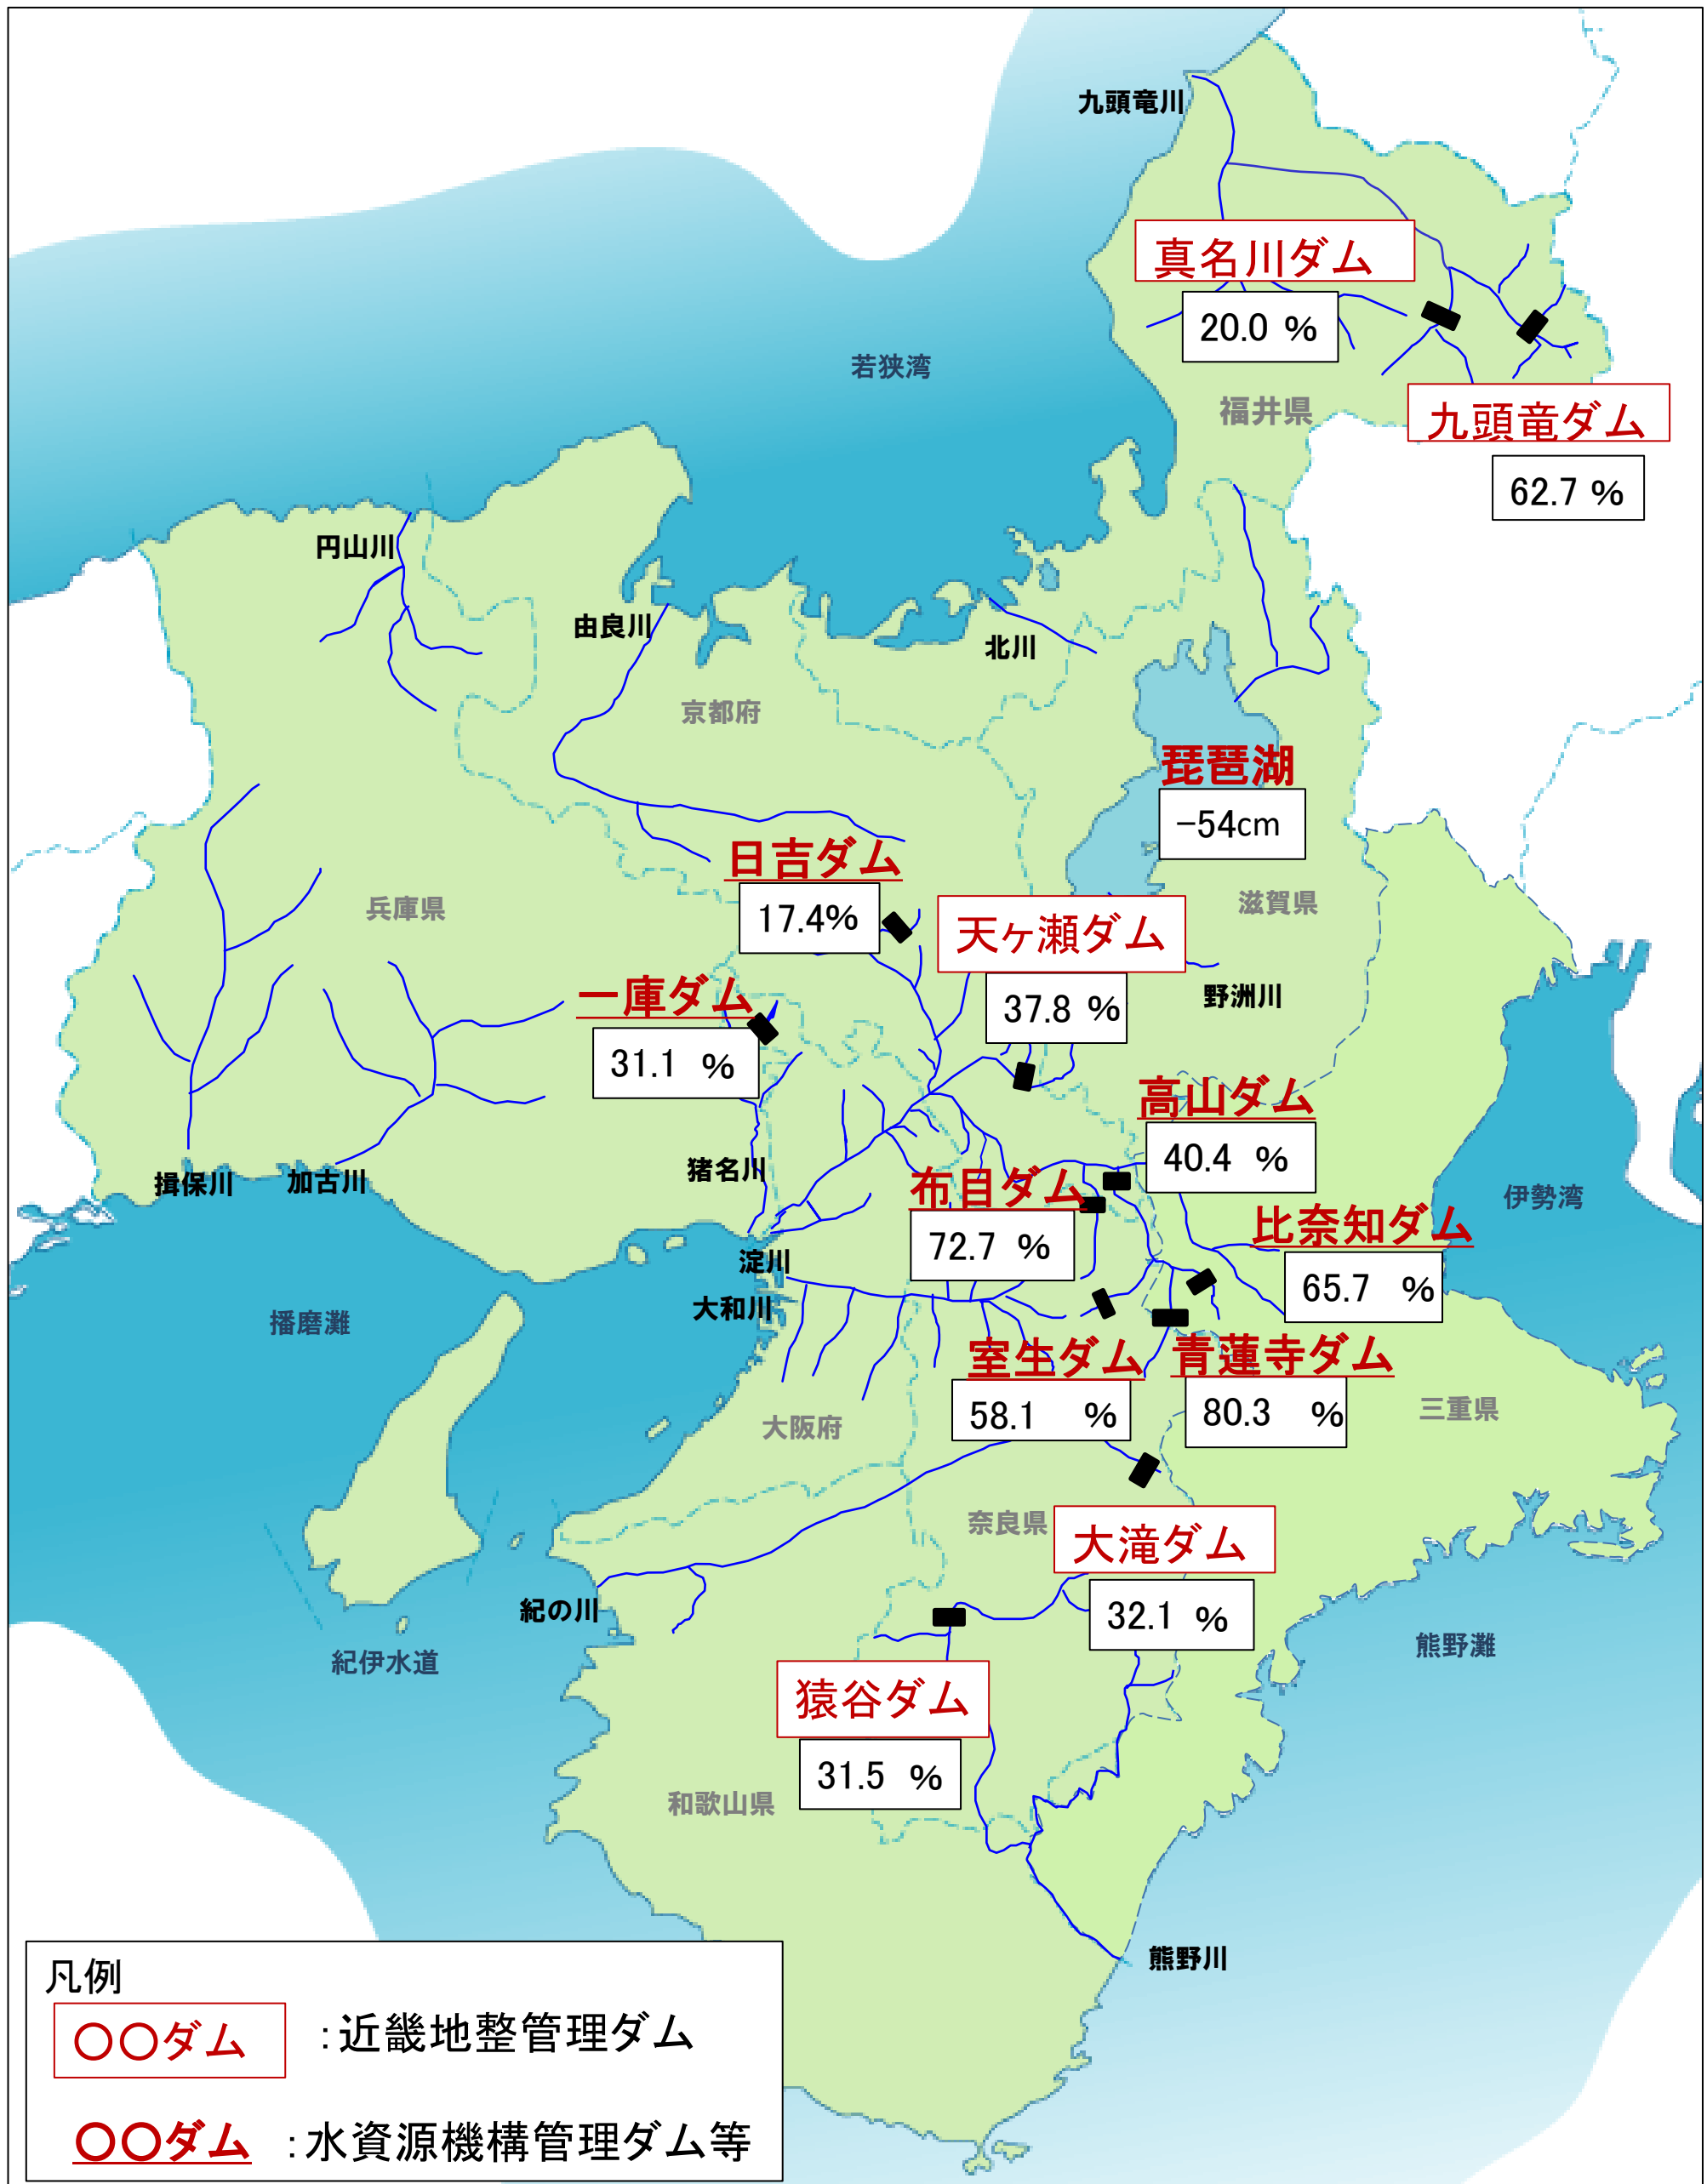 九頭竜川
真名川ダム
20.0 %
若狭湾
福井県
九頭竜ダム
62.7 %
円山川
由良川
北川
京都府
琵琶湖
-54cm
日吉ダム
17.4%
兵庫県
天ヶ瀬ダム
37.8 %
滋賀県
野洲川
一庫ダム
31.1 %
高山ダム
40.4 %
猪名川
揖保川
加古川
布目ダム
72.7 %
伊勢湾
比奈知ダム
65.7 %
淀川
大和川
播磨灘
室生ダム
58.1 %
青蓮寺ダム
80.3 %
三重県
大阪府
奈良県
大滝ダム
32.1 %
紀の川
紀伊水道
熊野灘
猿谷ダム
31.5 %
和歌山県
熊野川
凡例
○○ダム :近畿地整管理ダム
○○ダム :水資源機構管理ダム等